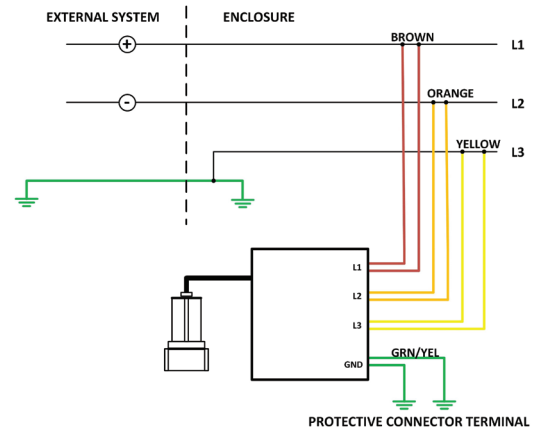 EXTERNAL SYSTEM
ENCLOSURE
+
BROWN
L1
-
ORANGE
L2
YELLOW
L3
L1
L2
L3
GRN/YEL
GND
PROTECTIVE CONNECTOR TERMINAL